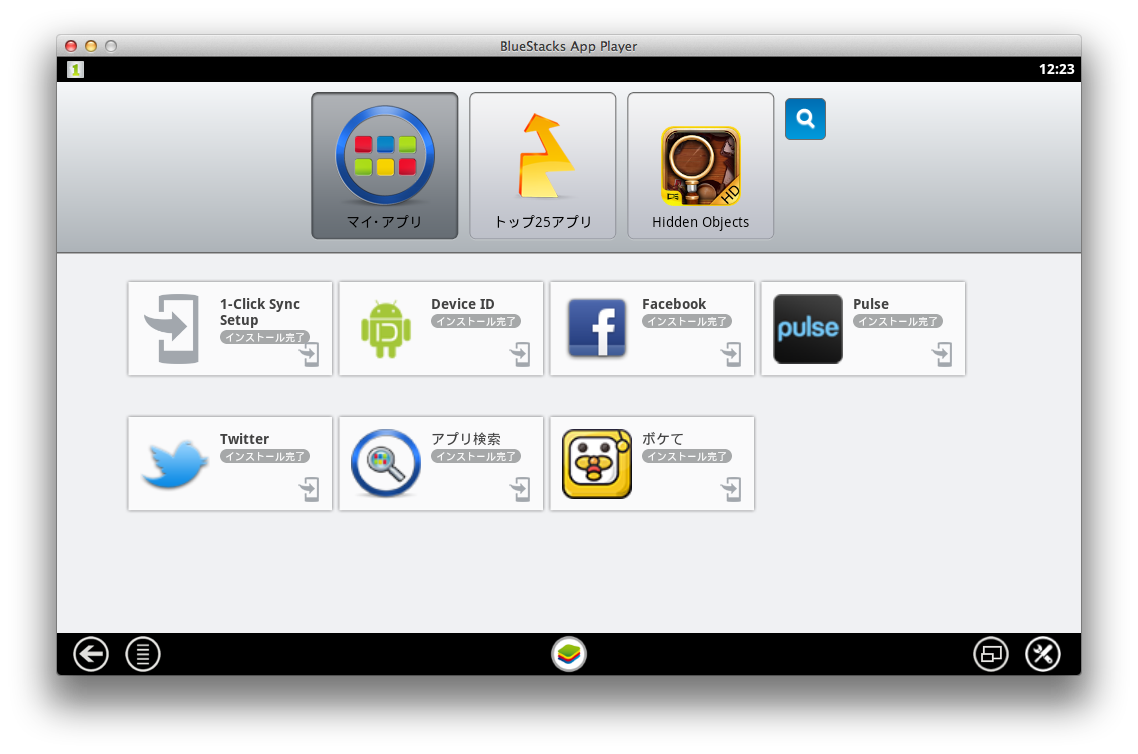 BlueStacks App Player
1
12:23
マイ・アプリ
トップ25アプリ
Hidden Objects
HD
1-Click Sync
Setup
インストール完了
Device ID
インストール完了
Facebook
インストール完了
f
pulse
Pulse
インストール完了
Twitter
インストール完了
アプリ検索
インストール完了
ボケて
インストール完了